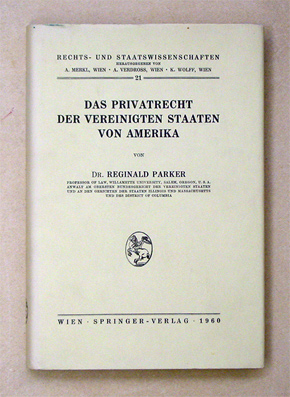 RECHTS- UND STAATSWISSENSCHAFTEN
HERAUSGEGEBEN VON
A. MERKL, WIEN · A. VERDROSS, WIEN · K. WOLFF, WIEN
21
DAS PRIVATRECHT
DER VEREINIGTEN STAATEN
VON AMERIKA
VON
DR. REGINALD PARKER
PROFESSOR OF LAW, WILLAMETTE UNIVERSITY, SALEM, OREGON, U. S. A.
ANWALT AM OBERSTEN BUNDESGERICHT DER VEREINIGTEN STAATEN
UND AN DEN GERICHTEN DER STAATEN ILLINOIS UND MASSACHUSETTS
UND DES DISTRICT OF COLUMBIA
WIEN · SPRINGER-VERLAG · 1960